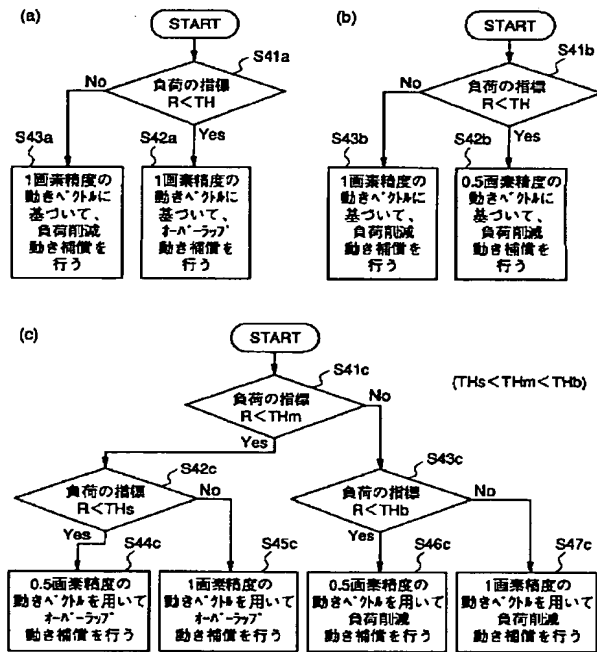 (a)
START
S41a
負荷の指標
R<TH
No
Yes
S43a
1画素精度の
動きベクトルに
基づいて、
負荷削減
動き補償を
行う
S42a
1画素精度の
動きベクトルに
基づいて、
オーバーラップ
動き補償を
行う
(b)
START
S41b
負荷の指標
R<TH
No
Yes
S43b
1画素精度の
動きベクトルに
基づいて、
負荷削減
動き補償を
行う
S42b
0.5画素精度の
動きベクトルに
基づいて、
負荷削減
動き補償を
行う
(c)
START
S41c
負荷の指標
R<THm
No
Yes
(THs<THm<THb)
S42c
負荷の指標
R<THs
No
Yes
S43c
負荷の指標
R<THb
No
Yes
S44c
0.5画素精度の
動きベクトルを用いて
オーバーラップ
動き補償を行う
S45c
1画素精度の
動きベクトルを用いて
オーバーラップ
動き補償を行う
S46c
0.5画素精度の
動きベクトルを用いて
負荷削減
動き補償を行う
S47c
1画素精度の
動きベクトルを用いて
負荷削減
動き補償を行う